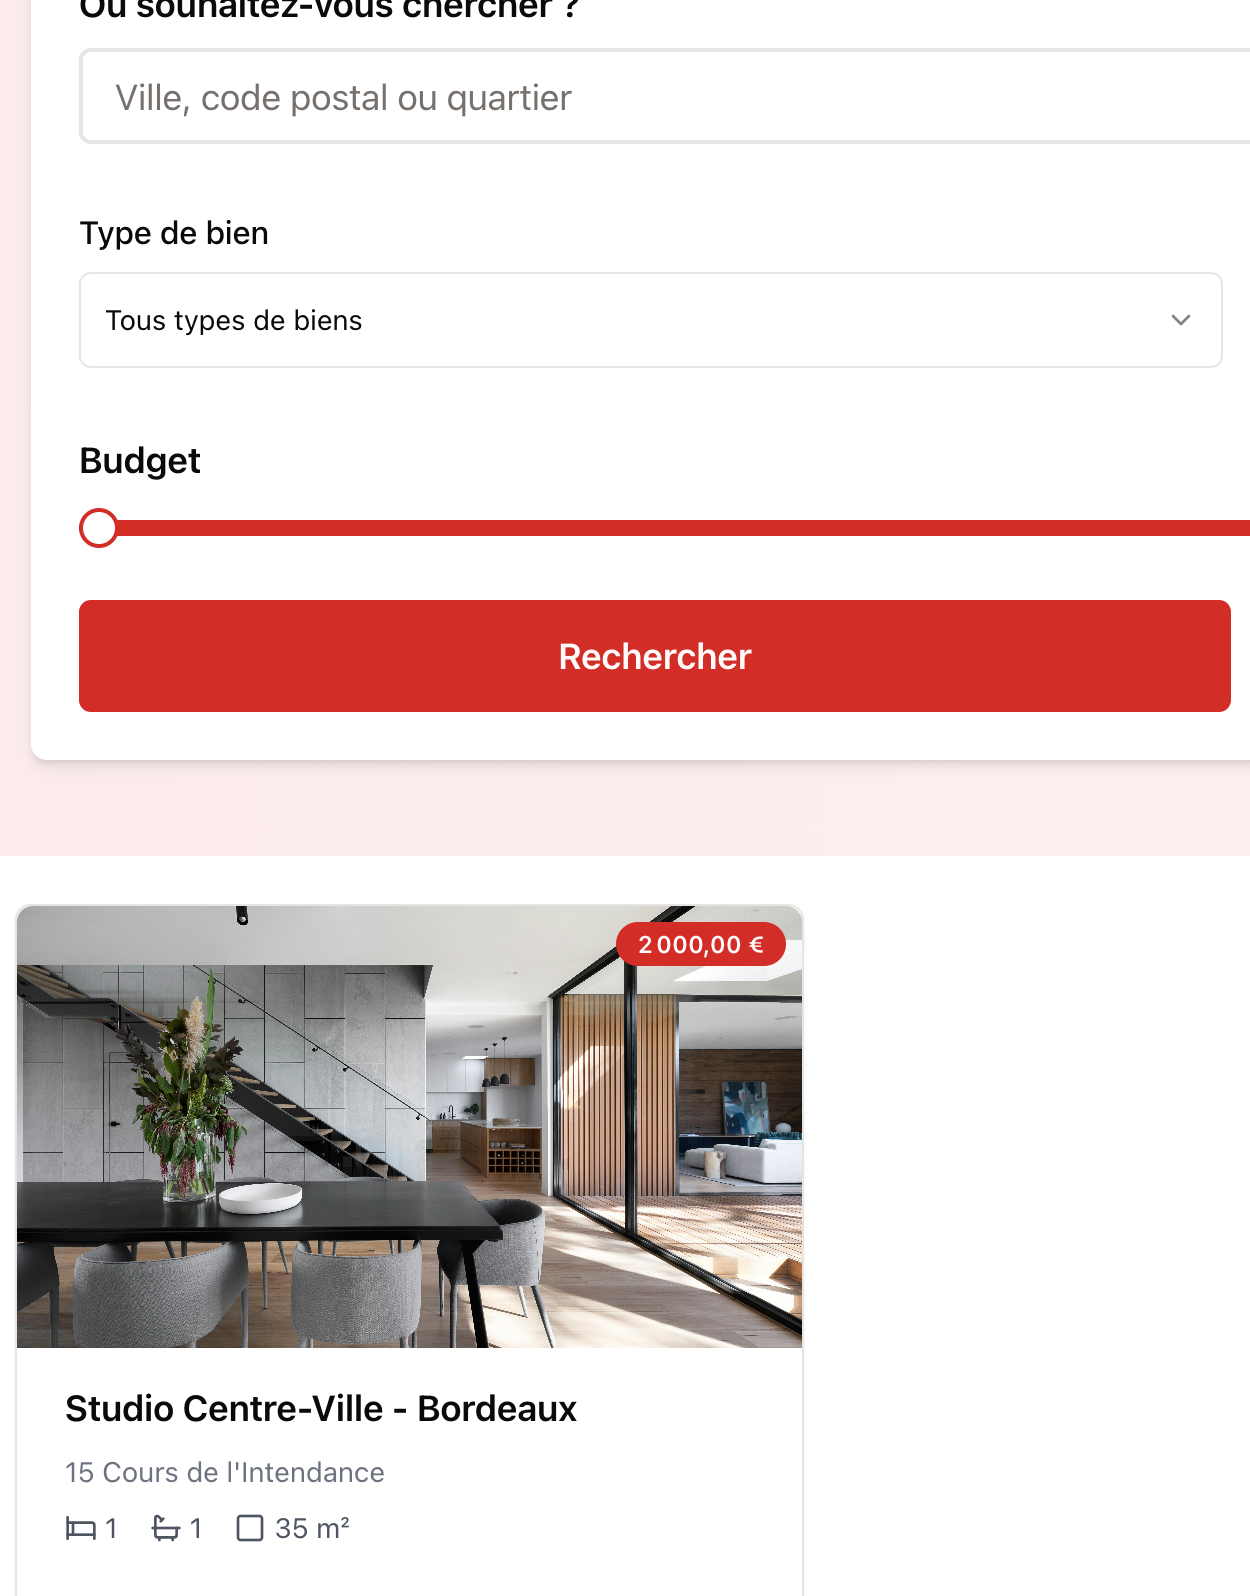 Où souhaitez-vous chercher ?
Ville, code postal ou quartier
Type de bien
Tous types de biens
Budget
Rechercher
2 000,00 €
Studio Centre-Ville - Bordeaux
15 Cours de l'Intendance
1 1 35 m²